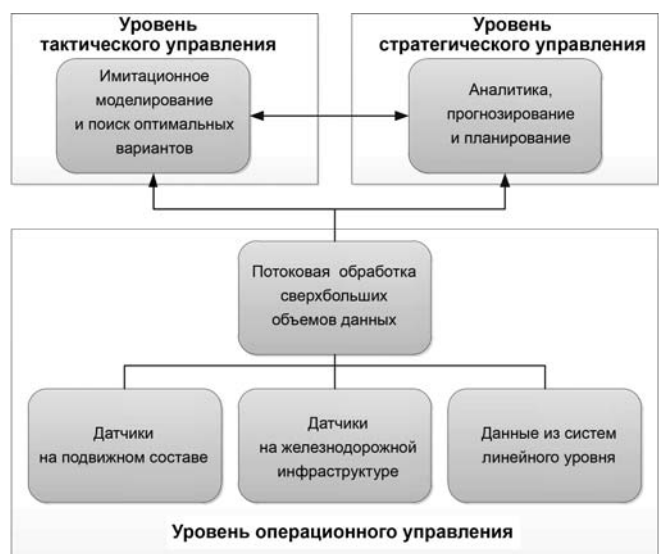 Уровень
тактического управления
Имитационное
моделирование
и поиск оптимальных
вариантов
Уровень
стратегического управления
Аналитика,
прогнозирование
и планирование
Потоковая обработка
сверхбольших
объемов данных
Датчики
на подвижном составе
Датчики
на железнодорожной
инфраструктуре
Данные из систем
линейного уровня
Уровень операционного управления